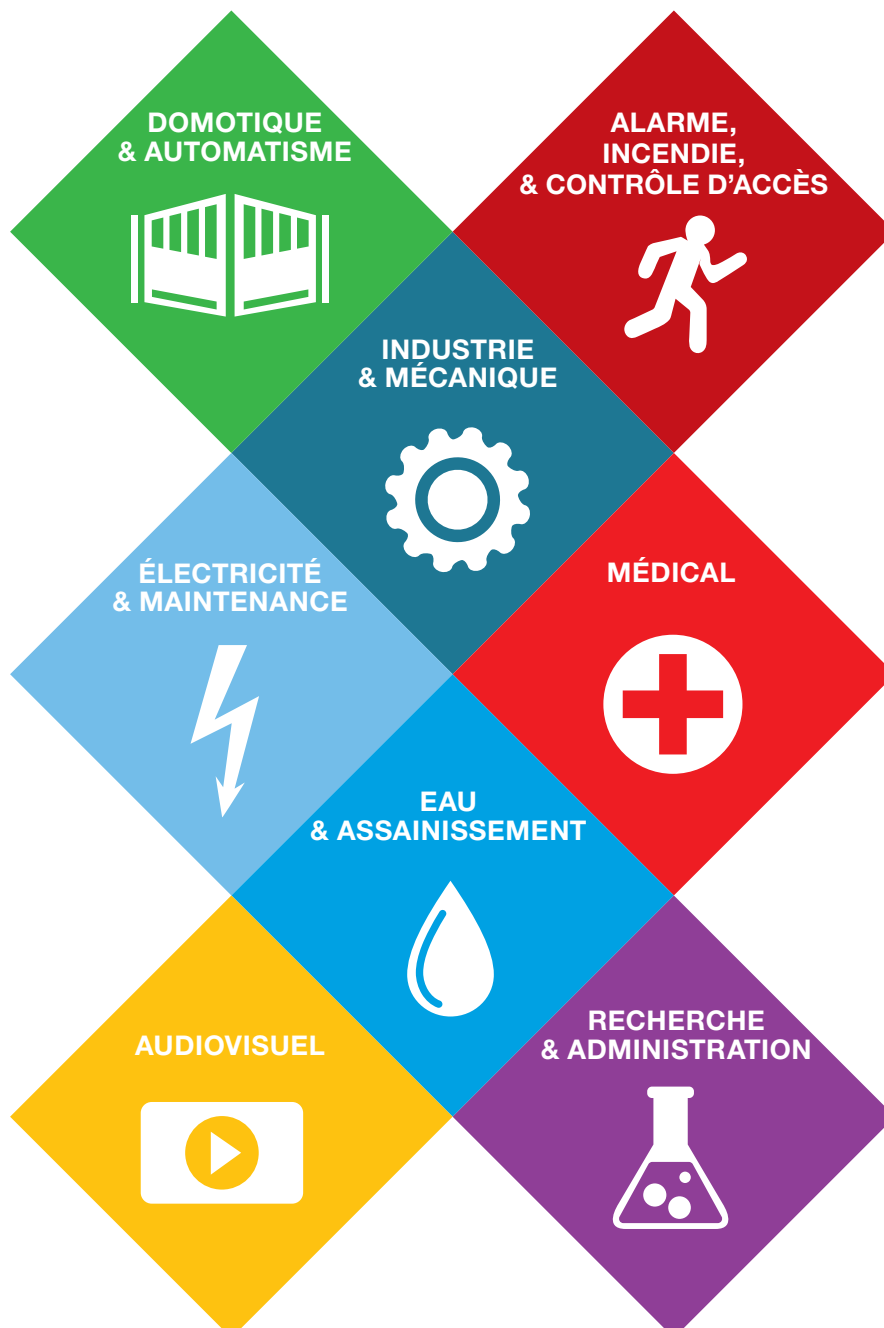 DOMOTIQUE
& AUTOMATISME
ALARME,
INCENDIE,
& CONTRÔLE D'ACCÈS
INDUSTRIE
& MÉCANIQUE
ÉLECTRICITÉ
& MAINTENANCE
MÉDICAL
EAU
& ASSAINISSEMENT
AUDIOVISUEL
RECHERCHE
& ADMINISTRATION